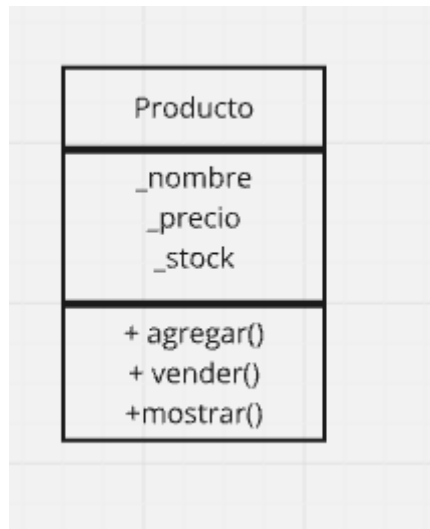 Producto
_nombre
_precio
_stock
+ agregar()
+ vender()
+mostrar()